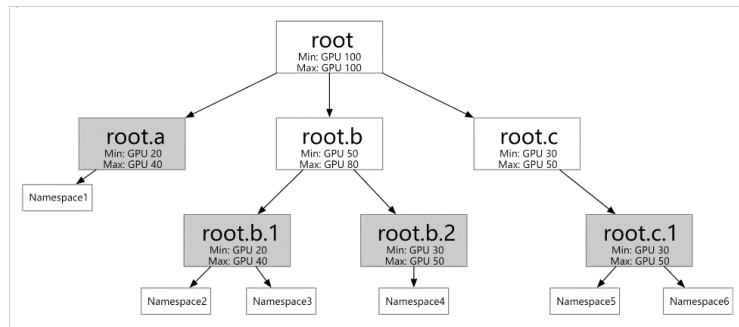 root
Min: GPU 100
Max: GPU 100
root.a
Min: GPU 20
Max: GPU 40
root.b
Min: GPU 50
Max: GPU 80
root.c
Min: GPU 30
Max: GPU 50
Namespace1
root.b.1
Min: GPU 20
Max: GPU 40
root.b.2
Min: GPU 30
Max: GPU 50
root.c.1
Min: GPU 30
Max: GPU 50
Namespace2
Namespace3
Namespace4
Namespace5
Namespace6